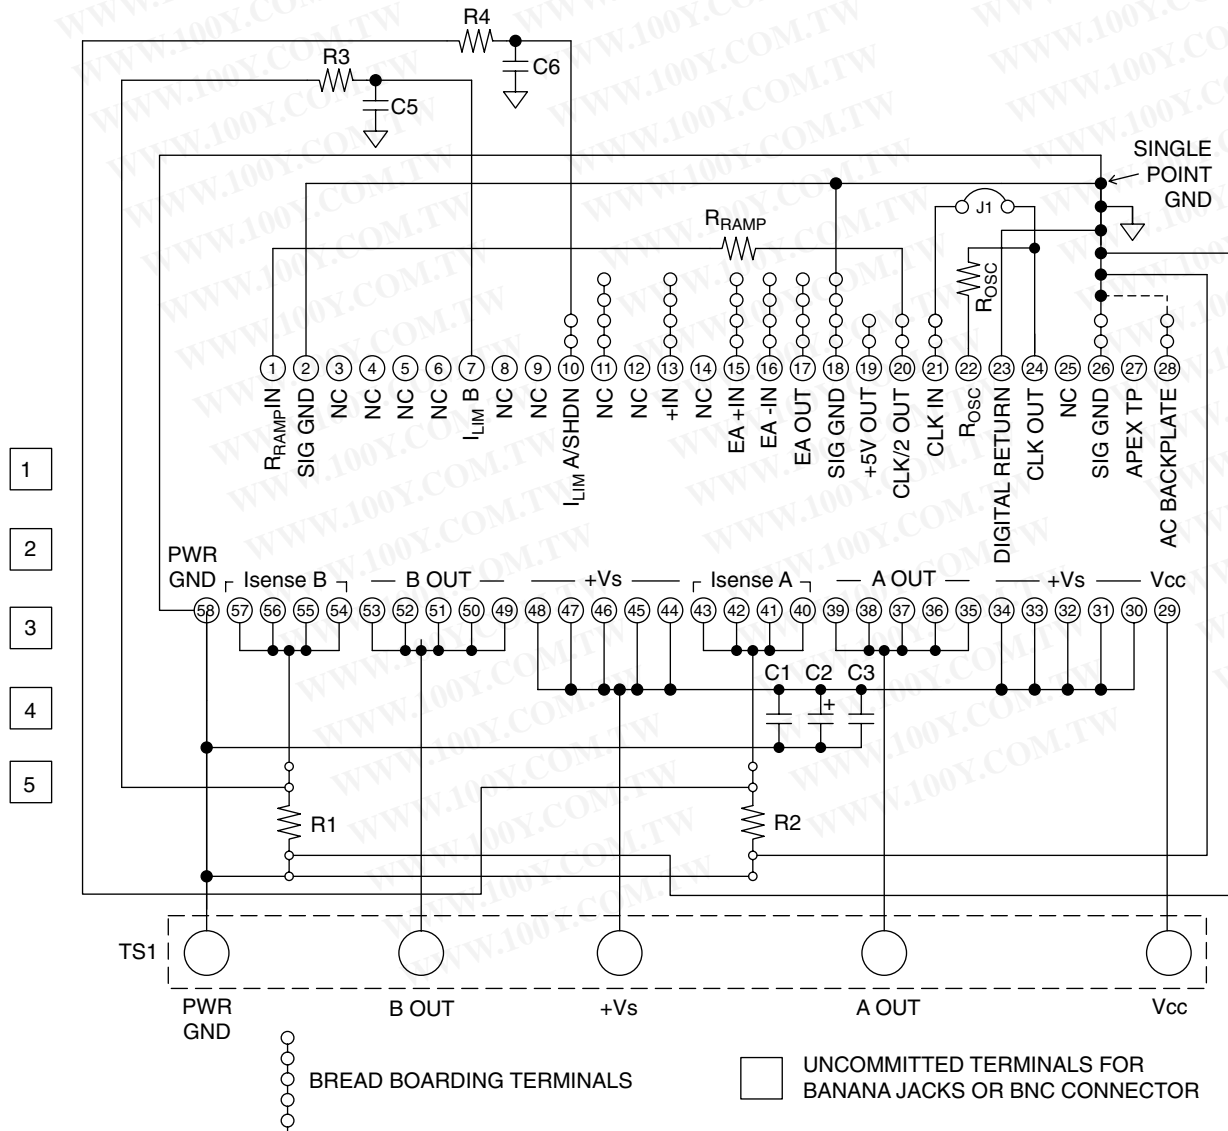 R4
C6
R3
C5
SINGLE
POINT
GND
J1
RRAMP
ROSC
1 2 3 4 5 6 7 8 9 10 11 12 13 14 15 16 17 18 19 20 21 22 23 24 25 26 27 28
RRAMPIN
SIG GND
NC
NC
NC
NC
ILIM B
NC
NC
ILIM A/SHDN
NC
NC
+IN
NC
EA +IN
EA -IN
EA OUT
SIG GND
+5V OUT
CLK/2 OUT
CLK IN
ROSC
DIGITAL RETURN
CLK OUT
NC
SIG GND
APEX TP
AC BACKPLATE
1
2
3
4
5
PWR
GND
Isense B
B OUT
+Vs
Isense A
A OUT
+Vs
Vcc
58 57 56 55 54 53 52 51 50 49 48 47 46 45 44 43 42 41 40 39 38 37 36 35 34 33 32 31 30 29
C1 C2 C3
+
R1
R2
TS1
PWR
GND
B OUT
+Vs
A OUT
Vcc
BREAD BOARDING TERMINALS
UNCOMMITTED TERMINALS FOR
BANANA JACKS OR BNC CONNECTOR
WWW.100Y.COM.TW